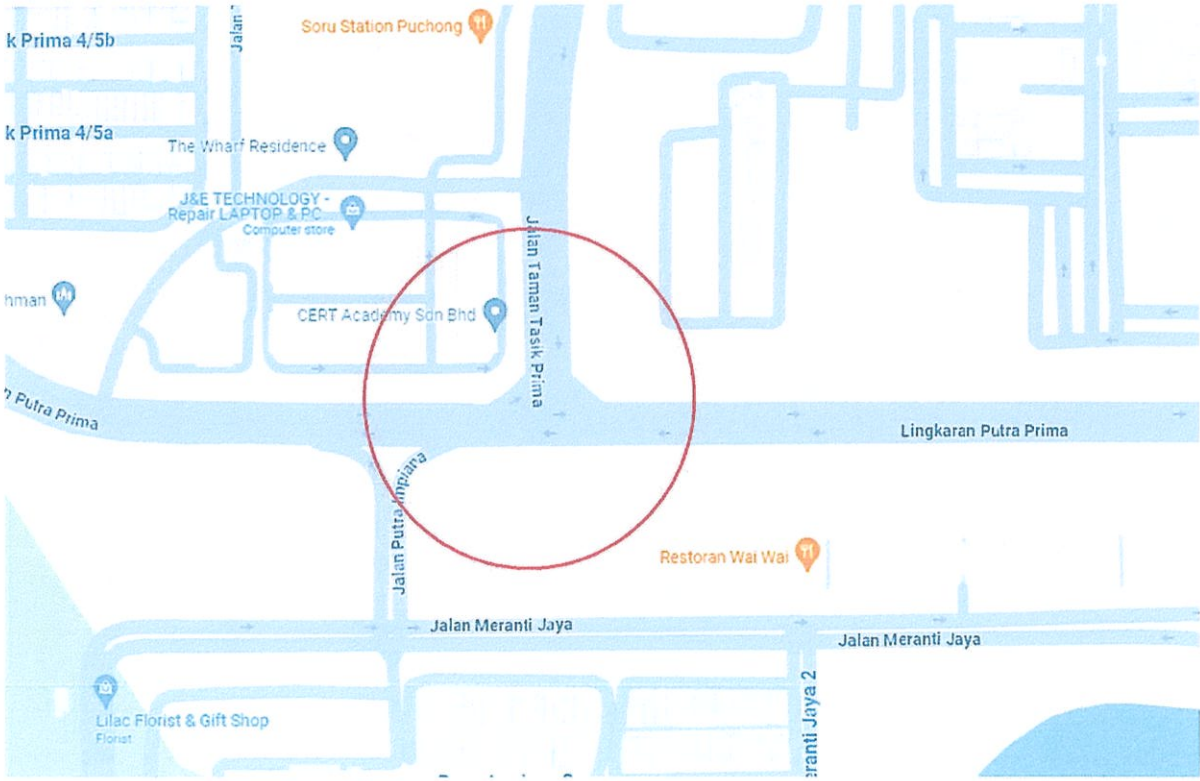 Soru Station Puchong
Jalan
k Prima 4/5b
k Prima 4/5a
The Wharf Residence
J&E TECHNOLOGY -
Repair LAPTOP & PC
Computer store
Jalan Taman Tasik Prima
hman
CERT Academy Sdn Bhd
n Putra Prima
Lingkaran Putra Prima
Jalan Putra Impiana
Restoran Wai Wai
Jalan Meranti Jaya
Jalan Meranti Jaya
eranti Jaya 2
Lilac Florist & Gift Shop
Florist